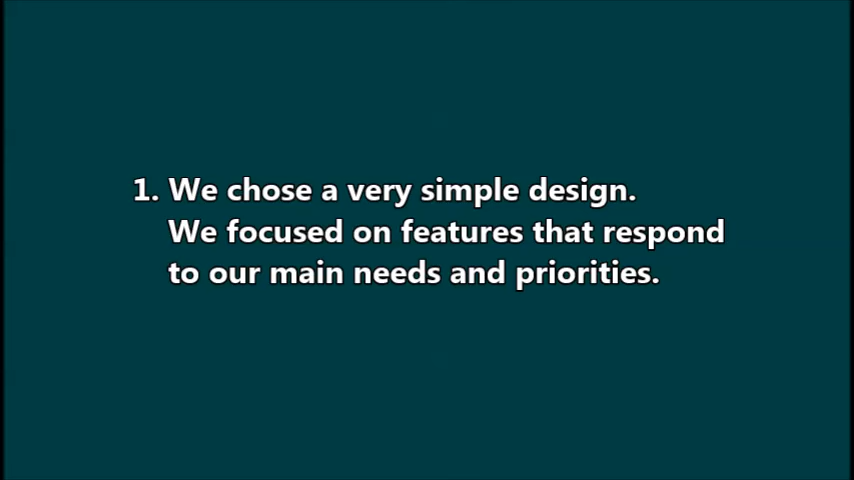 1. We chose a very simple design.
We focused on features that respond
to our main needs and priorities.